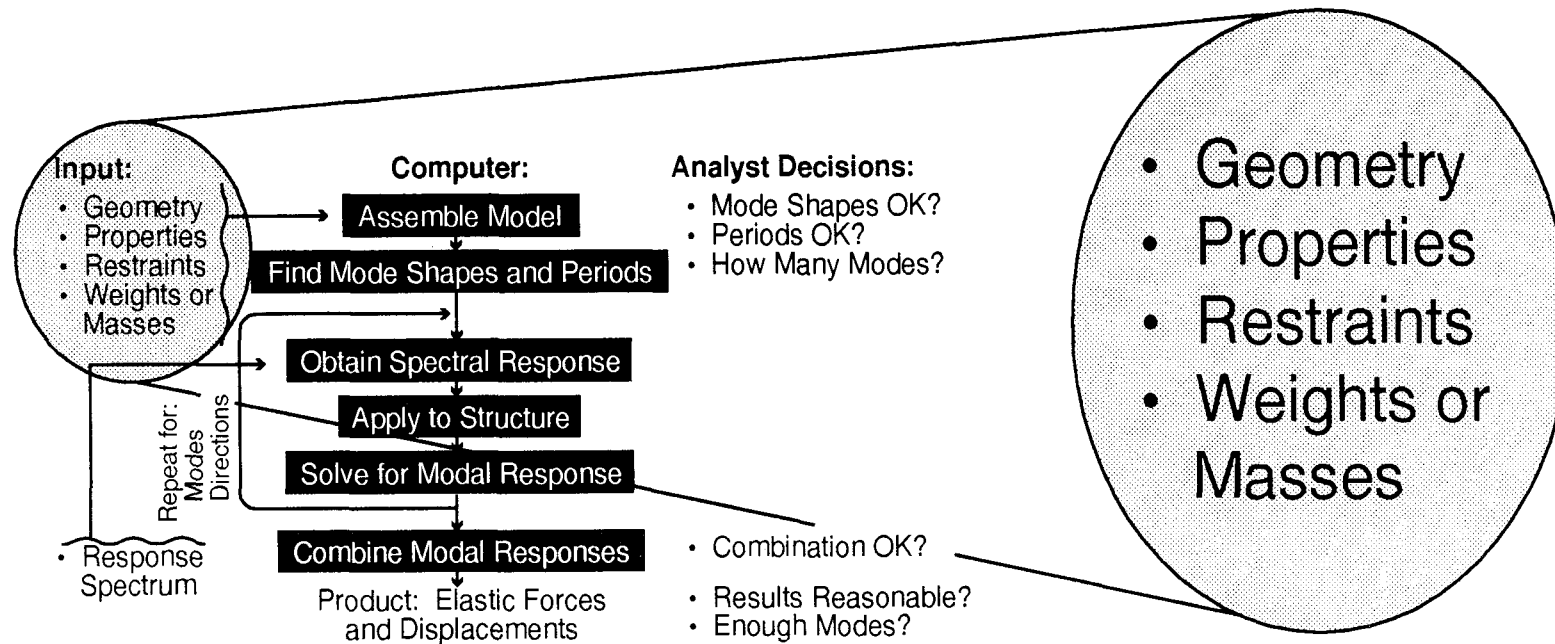 Input:
• Geometry
• Properties
• Restraints
• Weights or
Masses
• Response
Spectrum
Repeat for:
Modes
Directions
Computer:
Assemble Model
Find Mode Shapes and Periods
Obtain Spectral Response
Apply to Structure
Solve for Modal Response
Combine Modal Responses
Product: Elastic Forces
and Displacements
Analyst Decisions:
• Mode Shapes OK?
• Periods OK?
• How Many Modes?
• Combination OK?
• Results Reasonable?
• Enough Modes?
• Geometry
• Properties
• Restraints
• Weights or
Masses